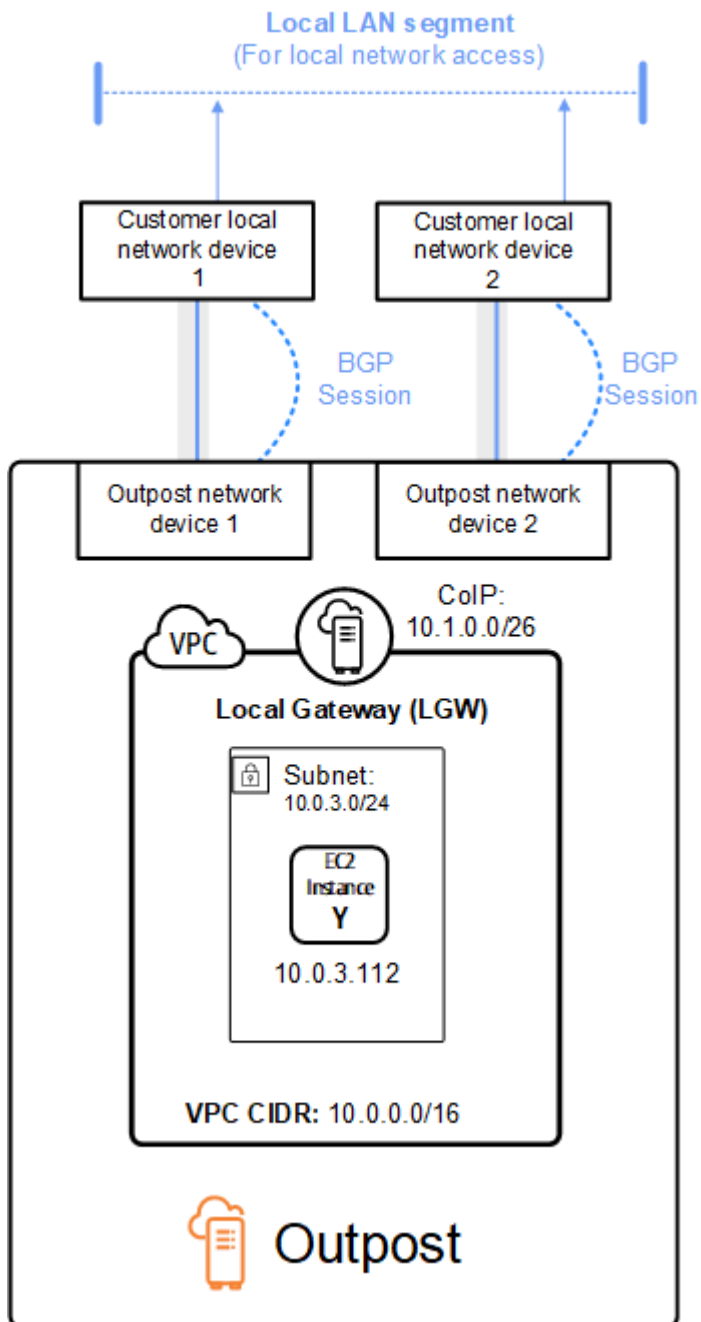 Local LAN segment
(For local network access)
Customer local
network device
1
Customer local
network device
2
BGP
Session
BGP
Session
Outpost network
device 1
Outpost network
device 2
CoIP:
10.1.0.0/26
VPC
Local Gateway (LGW)
Subnet:
10.0.3.0/24
EC2
Instance
Y
10.0.3.112
VPC CIDR: 10.0.0.0/16
Outpost